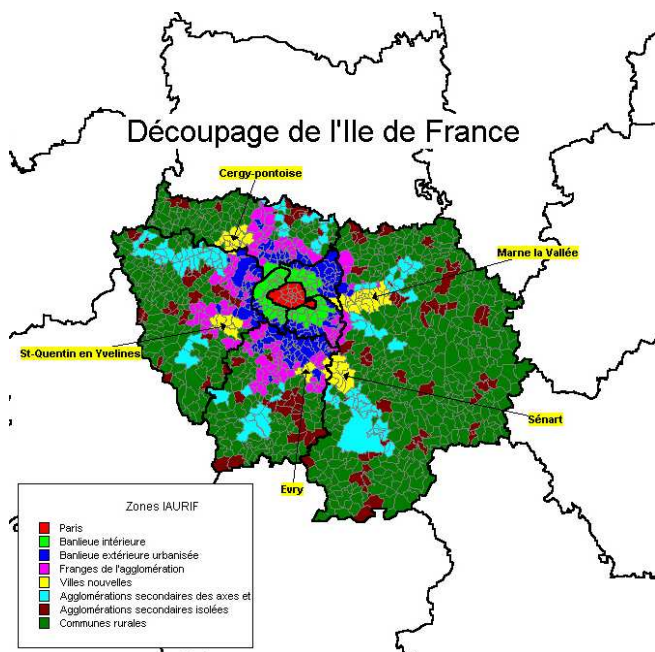 Découpage de l'Ile de France
Cergy-pontoise
Marne la Vallée
St-Quentin en Yvelines
Sénart
Evry
Zones IAURIF
Paris
Banlieue intérieure
Banlieue extérieure urbanisée
Franges de l'agglomération
Villes nouvelles
Agglomérations secondaires des axes et
Agglomérations secondaires isolées
Communes rurales